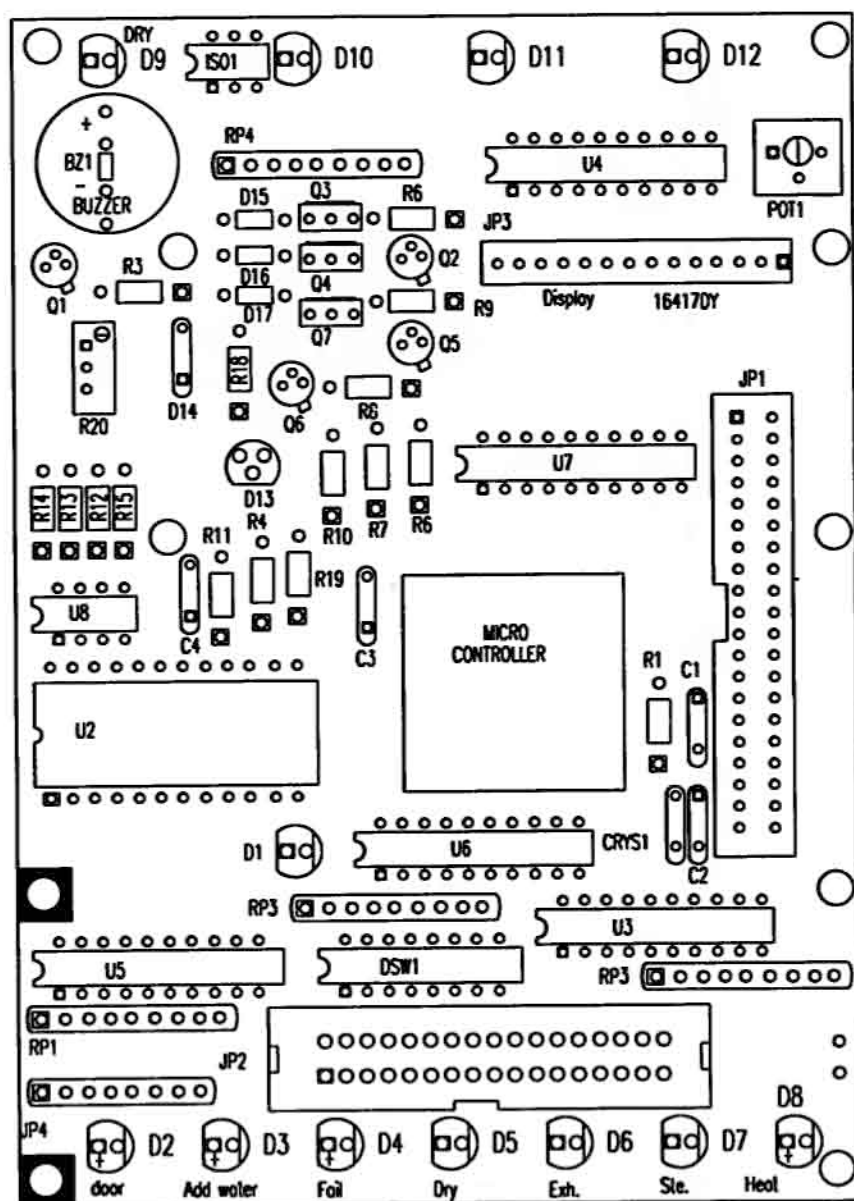 DRY
D9
ISO1
D10
D11
D12
+
BZ1
-
BUZZER
RP4
U4
POT1
D15
Q3
R6
JP3
D16
Q4
Q2
Q1
R3
D17
Q7
R9
Display 16417DY
Q5
R20
D14
R18
Q6
R6
JP1
D13
U7
R14
R13
R12
R15
R11
R4
R10
R7
R6
R19
U8
C4
C3
MICRO
CONTROLLER
R1
C1
U2
D1
U6
CRYS1
C2
RP3
U3
U5
DSW1
RP3
RP1
JP2
JP4
D8
+
D2
+
D3
+
D4
D5
D6
D7
+
door
Add water
Foil
Dry
Exh.
Ste.
Heat